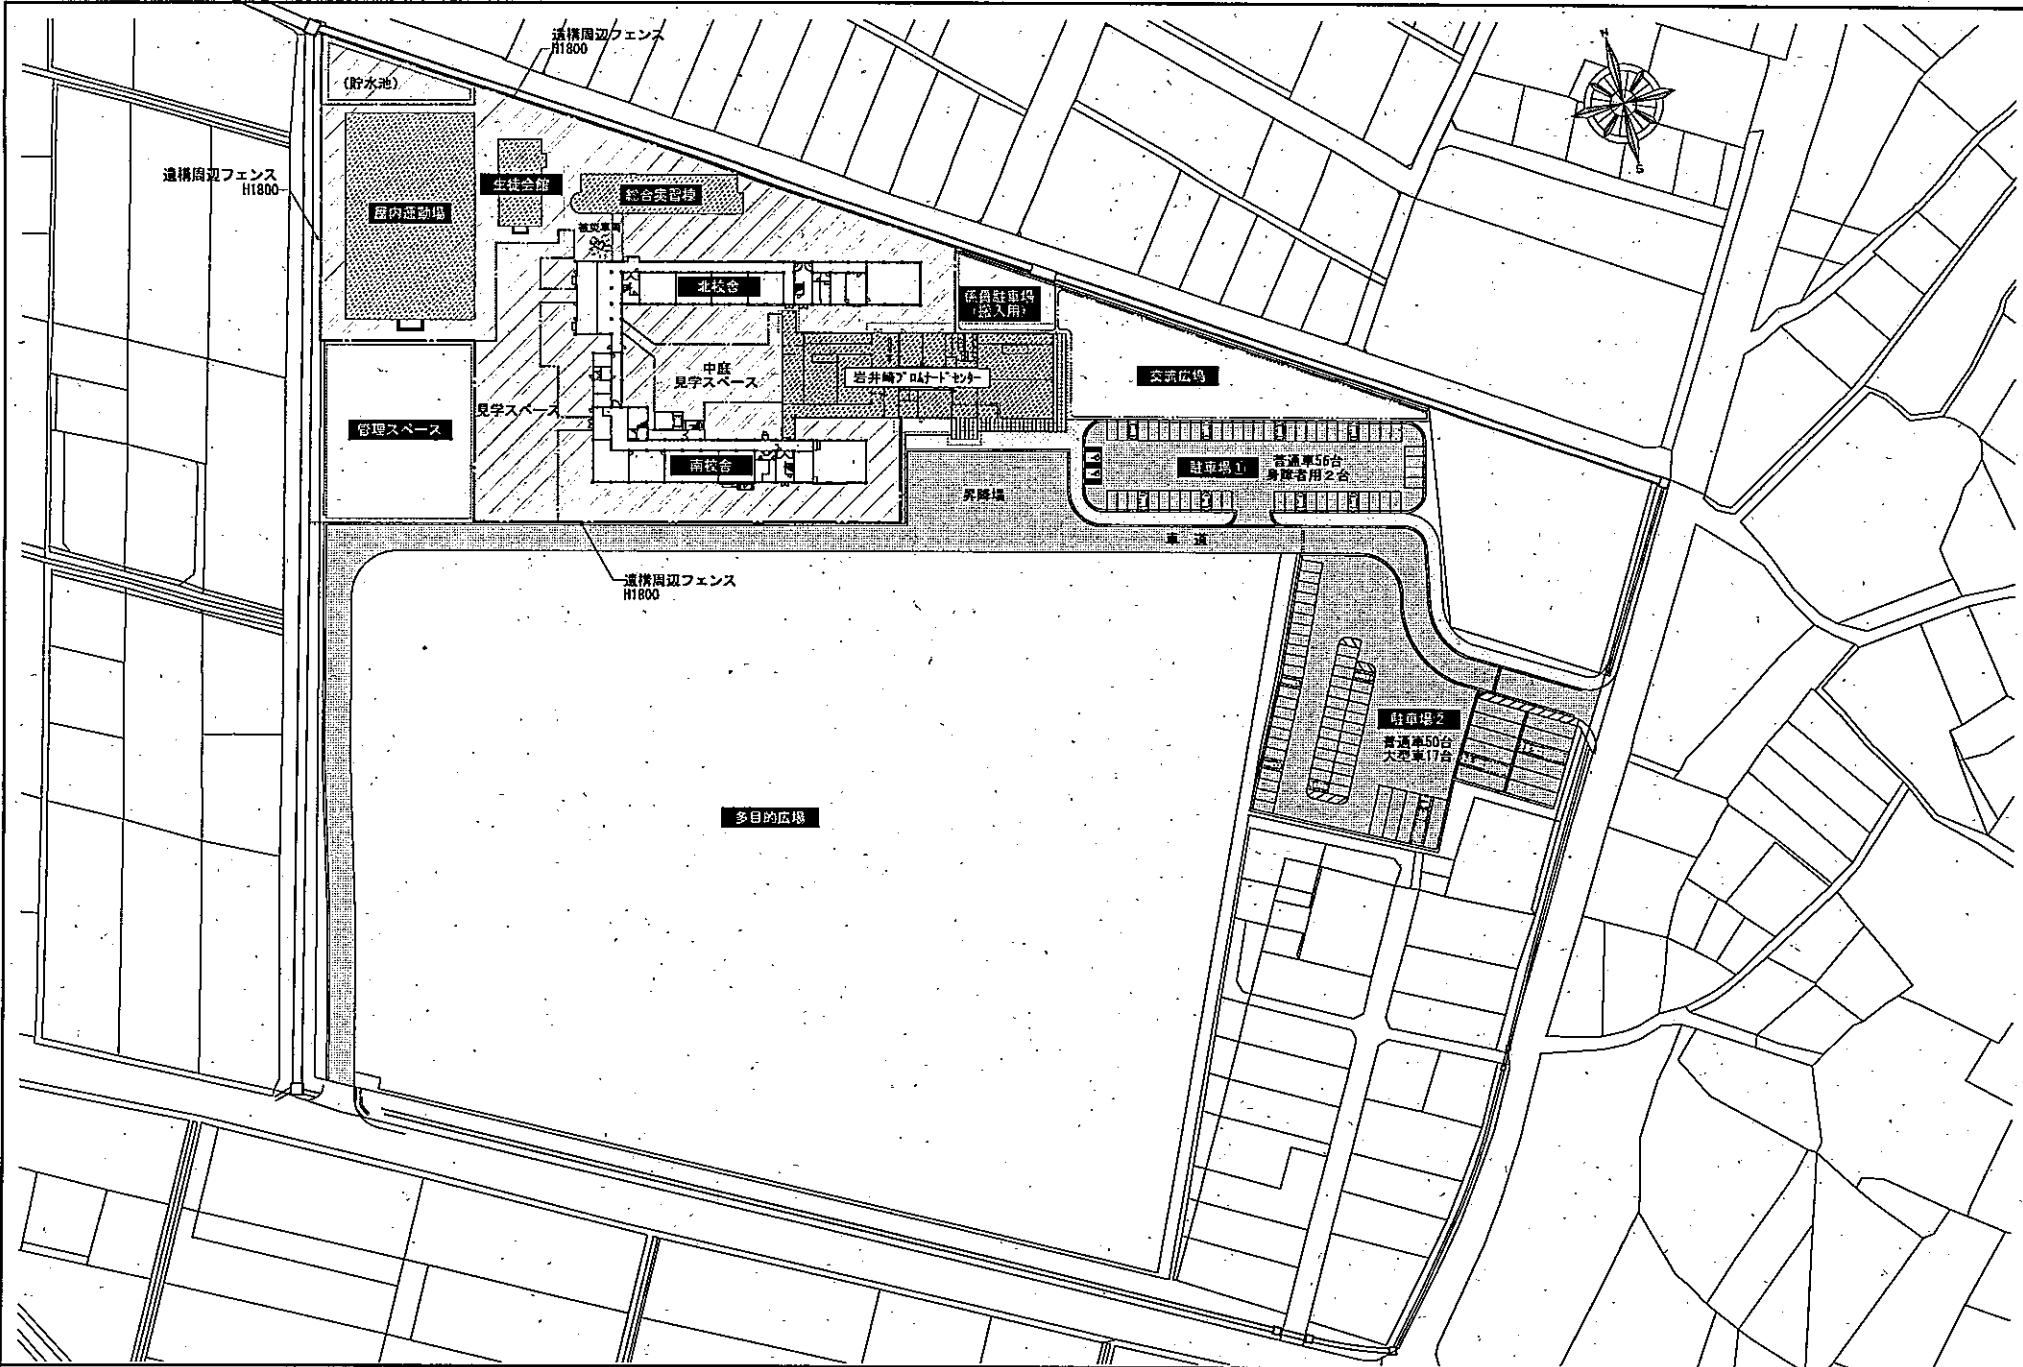 遺構周辺フェンス
H1800
(貯水池)
遺構周辺フェンス
H1800
生徒会館
総合実習棟
屋内運動場
被災車両
北校舎
係員駐車場
(搬入用)
中庭
見学スペース
岩井崎プロムナードセンター
交流広場
見学スペース
管理スペース
南校舎
駐車場1
普通車56台
身障者用2台
昇降場
車道
遺構周辺フェンス
H1800
駐車場2
普通車50台
大型車17台
多目的広場
N
S